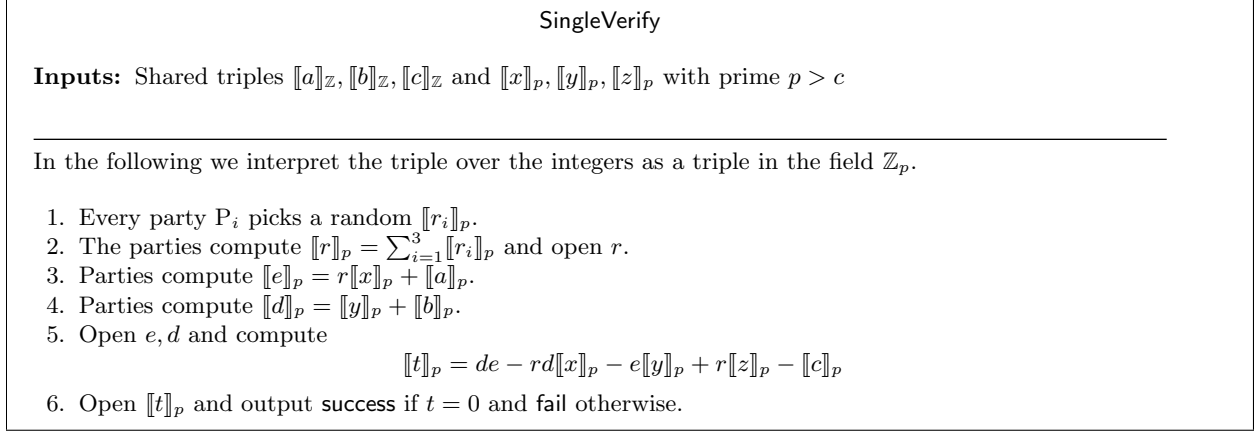 SingleVerify
Inputs: Shared triples ⟦a⟧ℤ, ⟦b⟧ℤ, ⟦c⟧ℤ and ⟦x⟧ₚ, ⟦y⟧ₚ, ⟦z⟧ₚ with prime p > c
In the following we interpret the triple over the integers as a triple in the field ℤₚ.
1. Every party Pᵢ picks a random ⟦rᵢ⟧ₚ.
2. The parties compute ⟦r⟧ₚ = ∑³ᵢ₌₁⟦rᵢ⟧ₚ and open r.
3. Parties compute ⟦e⟧ₚ = r⟦x⟧ₚ + ⟦a⟧ₚ.
4. Parties compute ⟦d⟧ₚ = ⟦y⟧ₚ + ⟦b⟧ₚ.
5. Open e, d and compute
⟦t⟧ₚ = de − rd⟦x⟧ₚ − e⟦y⟧ₚ + r⟦z⟧ₚ − ⟦c⟧ₚ
6. Open ⟦t⟧ₚ and output success if t = 0 and fail otherwise.